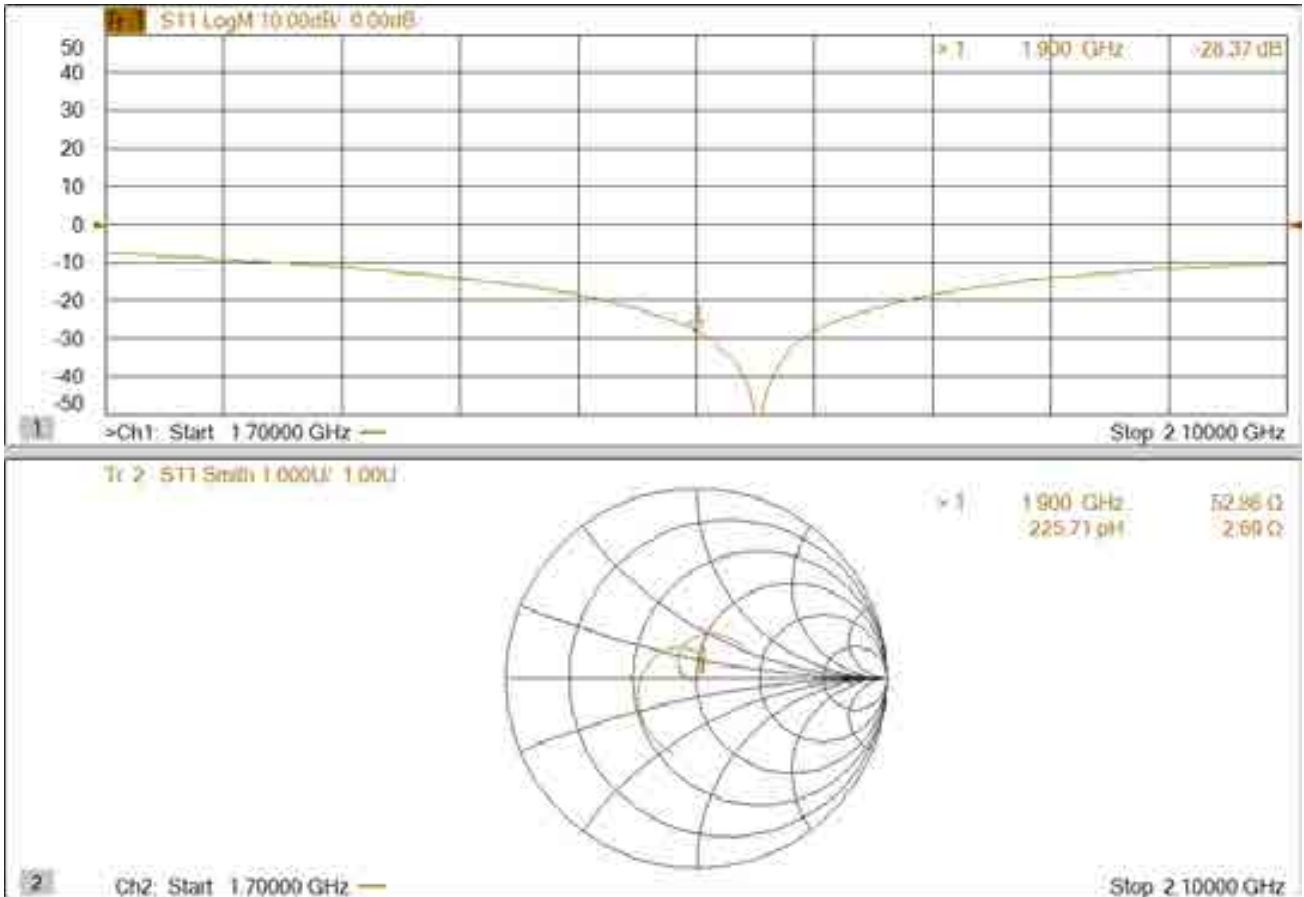 Tr 1 S11 LogM 10.00dB/ 0.00dB
> 1 1.900 GHz -28.37 dB
50
40
30
20
10
0
-10
-20
-30
-40
-50
1 >Ch1: Start 1.70000 GHz Stop 2.10000 GHz
Tr 2 S11 Smith 1.000U/ 1.00U
> 1 1.900 GHz 52.86 Ω
225.71 pH 2.69 Ω
2 Ch2: Start 1.70000 GHz Stop 2.10000 GHz